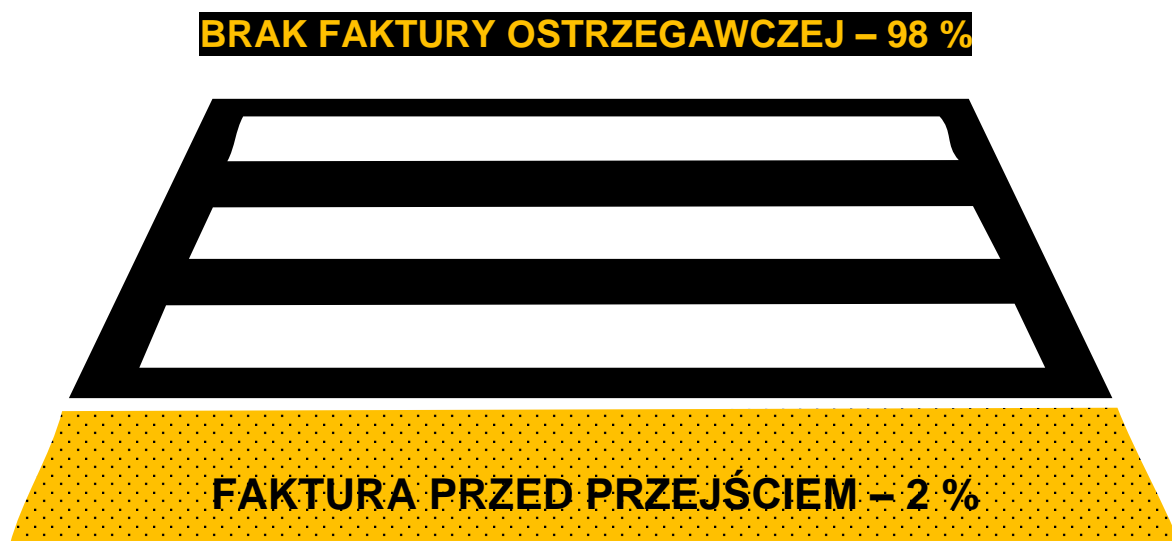 BRAK FAKTURY OSTRZEGAWCZEJ – 98 %
FAKTURA PRZED PRZEJŚCIEM – 2 %